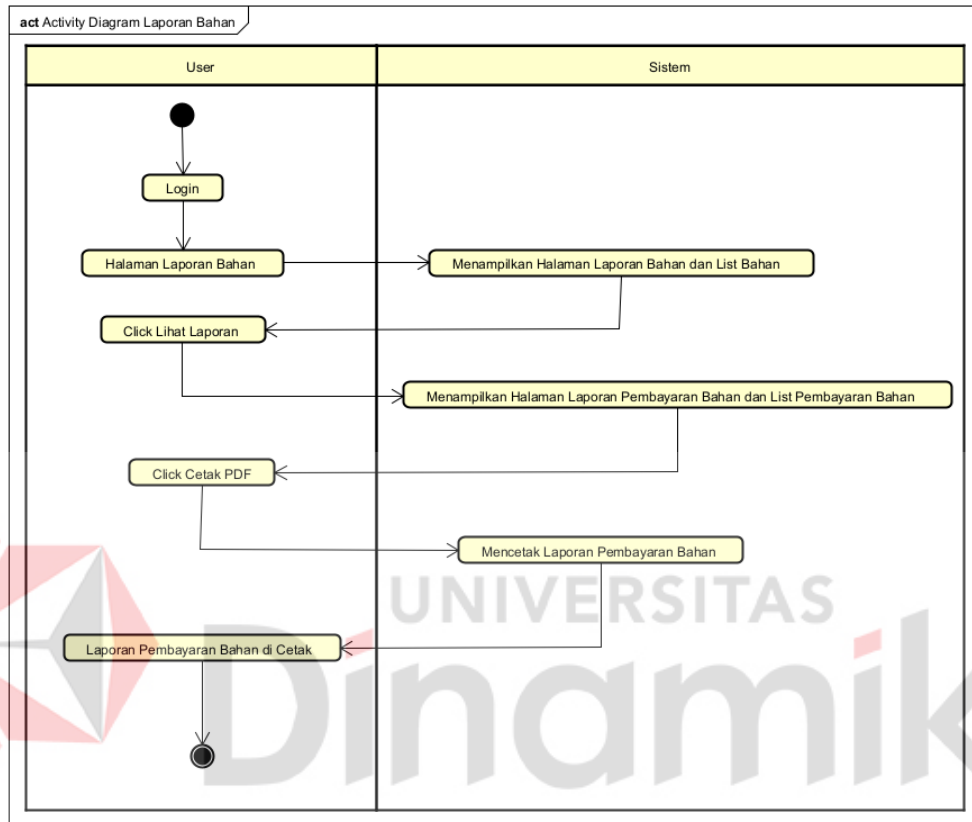 act Activity Diagram Laporan Bahan
User
Sistem
Login
Halaman Laporan Bahan
Menampilkan Halaman Laporan Bahan dan List Bahan
Click Lihat Laporan
Menampilkan Halaman Laporan Pembayaran Bahan dan List Pembayaran Bahan
Click Cetak PDF
Mencetak Laporan Pembayaran Bahan
UNIVERSITAS
Dinamik
Laporan Pembayaran Bahan di Cetak